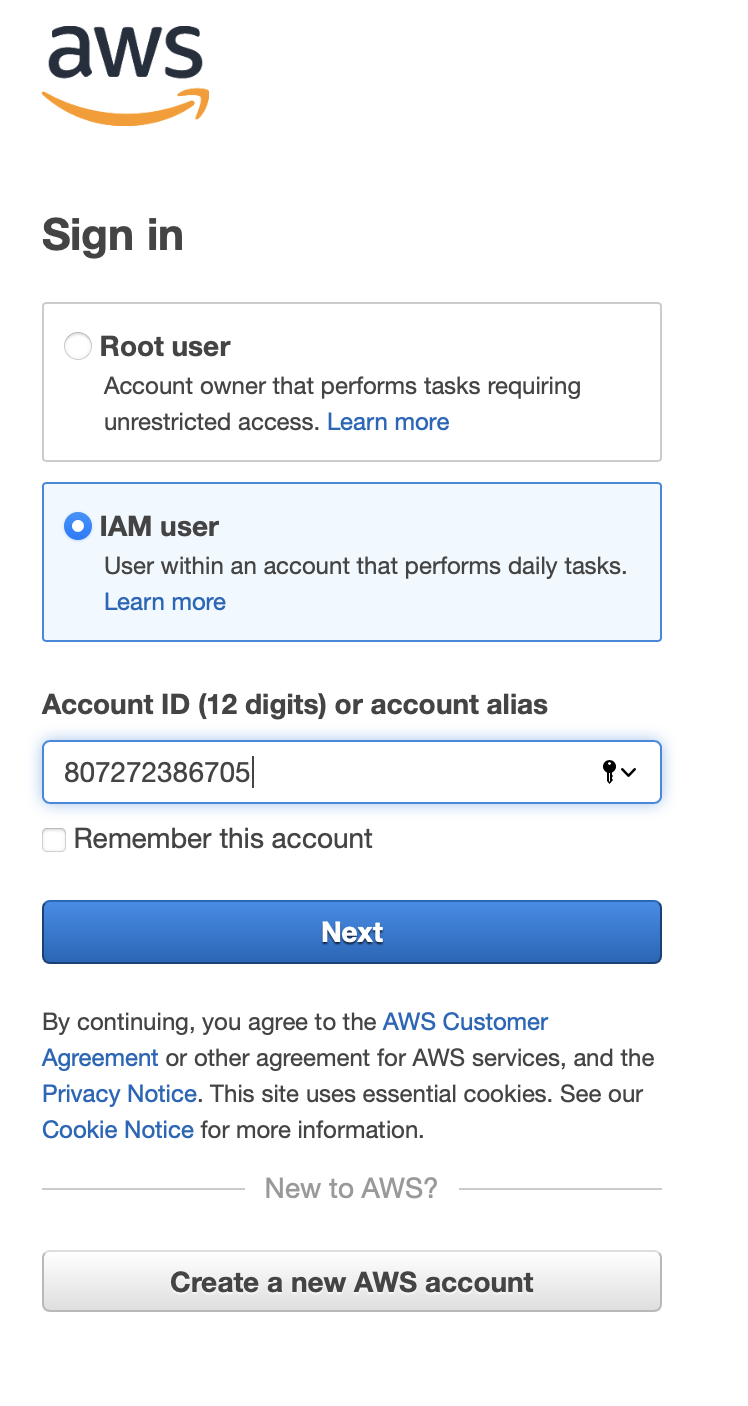 aws
Sign in
Root user
Account owner that performs tasks requiring
unrestricted access. Learn more
IAM user
User within an account that performs daily tasks.
Learn more
Account ID (12 digits) or account alias
807272386705
Remember this account
Next
By continuing, you agree to the AWS Customer
Agreement or other agreement for AWS services, and the
Privacy Notice. This site uses essential cookies. See our
Cookie Notice for more information.
New to AWS?
Create a new AWS account